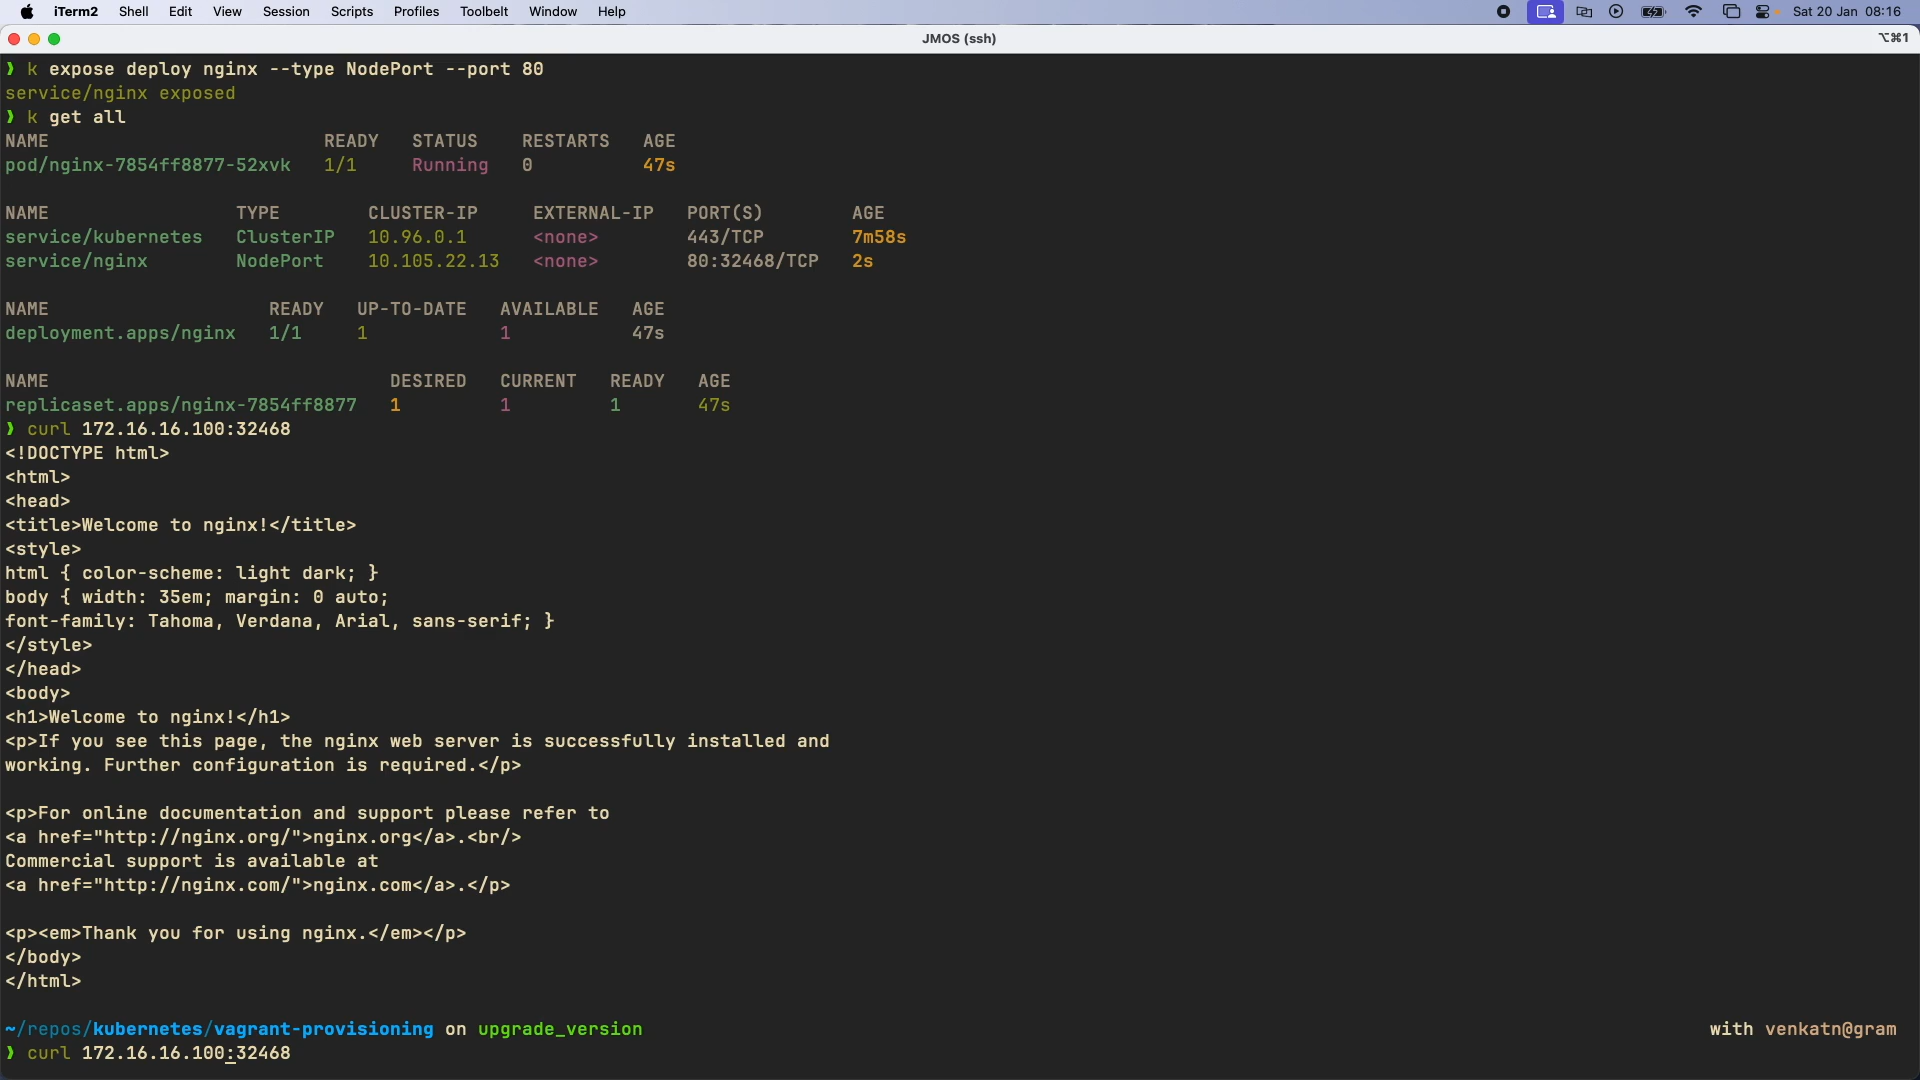 iTerm2 Shell Edit View Session Scripts Profiles Toolbelt Window Help Sat 20 Jan 08:16
JMOS (ssh) ⌥⌘1
❯ k expose deploy nginx --type NodePort --port 80
service/nginx exposed
❯ k get all
NAME READY STATUS RESTARTS AGE
pod/nginx-7854ff8877-52xvk 1/1 Running 0 47s
NAME TYPE CLUSTER-IP EXTERNAL-IP PORT(S) AGE
service/kubernetes ClusterIP 10.96.0.1 <none> 443/TCP 7m58s
service/nginx NodePort 10.105.22.13 <none> 80:32468/TCP 2s
NAME READY UP-TO-DATE AVAILABLE AGE
deployment.apps/nginx 1/1 1 1 47s
NAME DESIRED CURRENT READY AGE
replicaset.apps/nginx-7854ff8877 1 1 1 47s
❯ curl 172.16.16.100:32468
<!DOCTYPE html>
<html>
<head>
<title>Welcome to nginx!</title>
<style>
html { color-scheme: light dark; }
body { width: 35em; margin: 0 auto;
font-family: Tahoma, Verdana, Arial, sans-serif; }
</style>
</head>
<body>
<h1>Welcome to nginx!</h1>
<p>If you see this page, the nginx web server is successfully installed and
working. Further configuration is required.</p>
<p>For online documentation and support please refer to
<a href="http://nginx.org/">nginx.org</a>.<br/>
Commercial support is available at
<a href="http://nginx.com/">nginx.com</a>.</p>
<p><em>Thank you for using nginx.</em></p>
</body>
</html>
~/repos/kubernetes/vagrant-provisioning on upgrade_version with venkatn@gram
❯ curl 172.16.16.100:32468